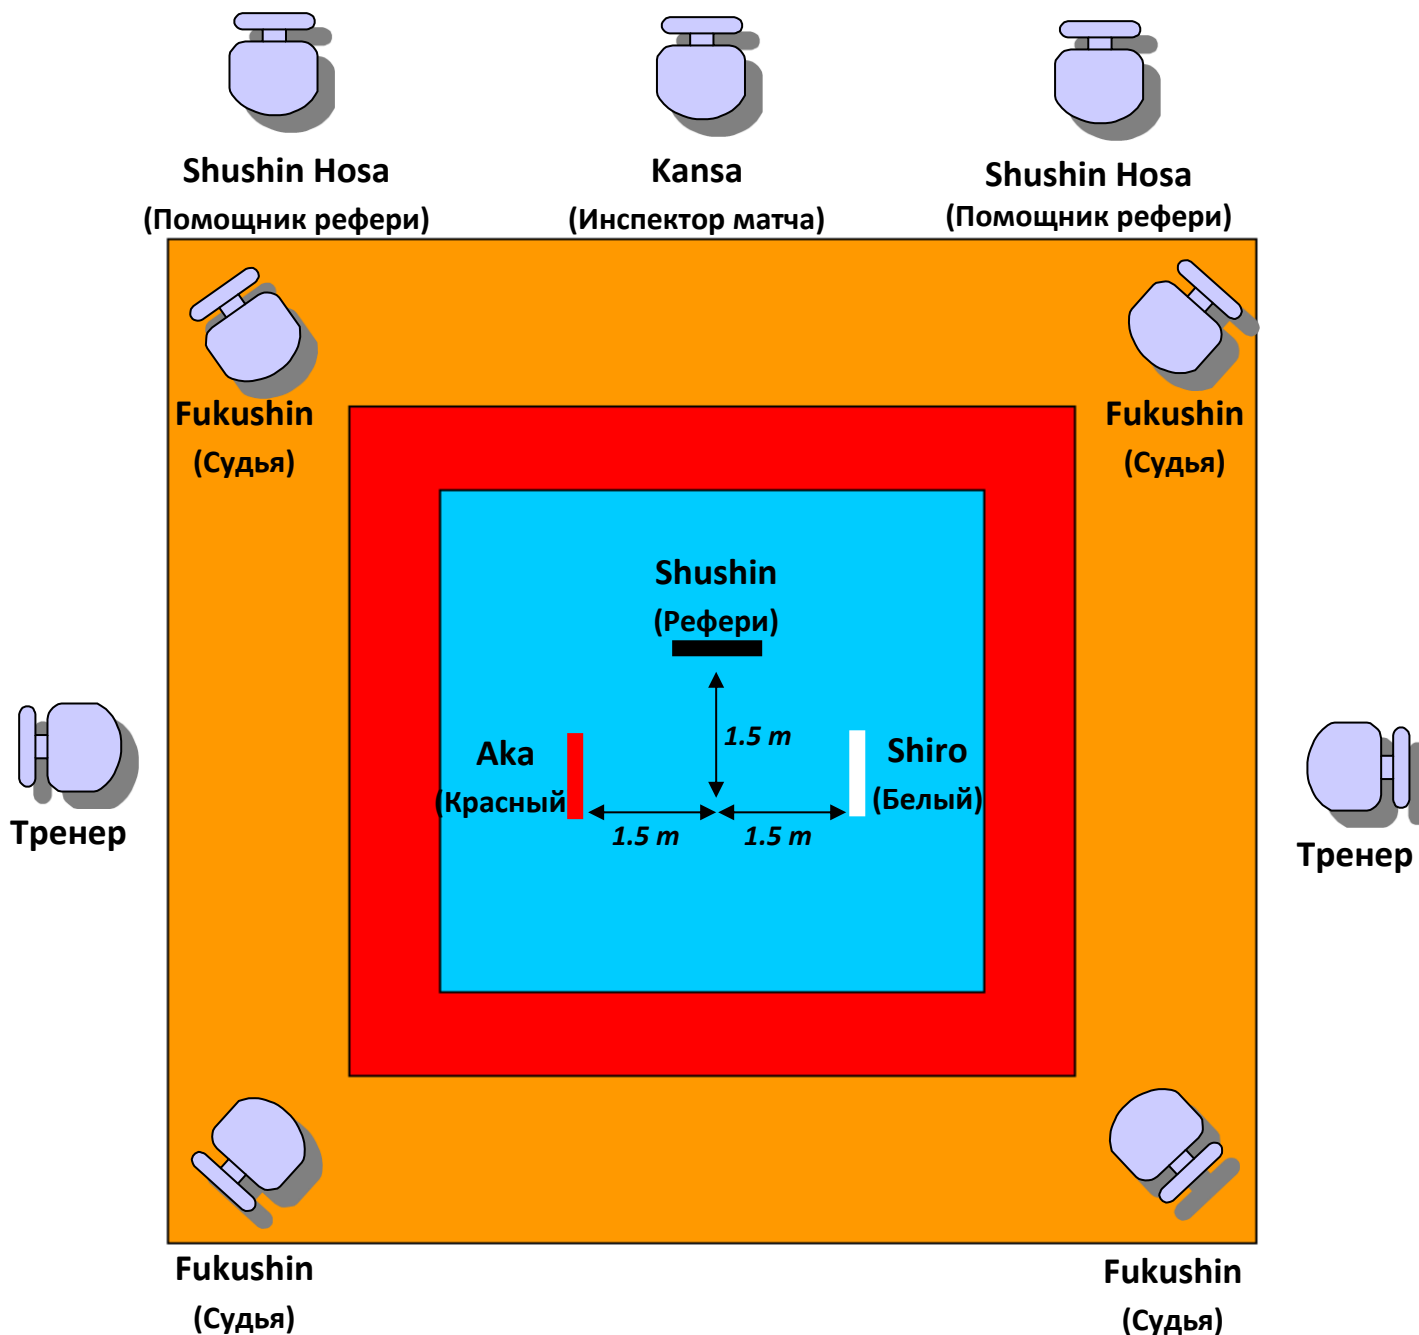 Shushin Hosa
(Помощник рефери)
Kansa
(Инспектор матча)
Shushin Hosa
(Помощник рефери)
Fukushin
(Судья)
Fukushin
(Судья)
Shushin
(Рефери)
1.5 m
Aka
(Красный
Shiro
(Белый)
1.5 m
1.5 m
Тренер
Тренер
Fukushin
(Судья)
Fukushin
(Судья)